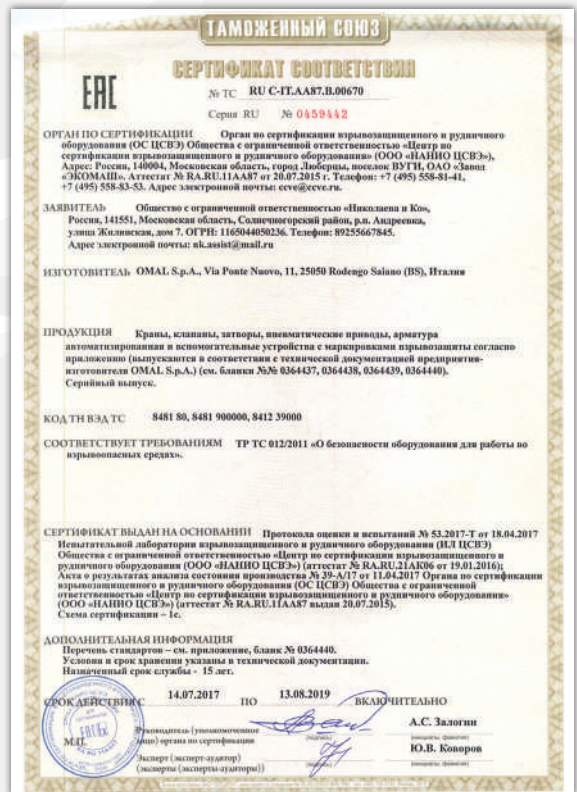 ТАМОЖЕННЫЙ СОЮЗ
СЕРТИФИКАТ СООТВЕТСТВИЯ
ЕАС
№ ТС RU C-IT.АА87.В.00670
Серия RU № 0459442
ОРГАН ПО СЕРТИФИКАЦИИ Орган по сертификации взрывозащищенного и рудничного
оборудования (ОС ЦСВЭ) Общества с ограниченной ответственностью «Центр по
сертификации взрывозащищенного и рудничного оборудования» (ООО «НАНИО ЦСВЭ»),
Адрес: Россия, 140004, Московская область, город Люберцы, поселок ВУГИ, ОАО «Завод
«ЭКОМАШ». Аттестат № RA.RU.11АА87 от 20.07.2015 г. Телефон: +7 (495) 558-81-41,
+7 (495) 558-83-53. Адрес электронной почты: ccve@ccve.ru.
ЗАЯВИТЕЛЬ Общество с ограниченной ответственностью «Николаева и Ко»,
Россия, 141551, Московская область, Солнечногорский район, р.п. Андреевка,
улица Жилинская, дом 7. ОГРН: 1165044050236. Телефон: 89255667845.
Адрес электронной почты: nk.assist@mail.ru
ИЗГОТОВИТЕЛЬ OMAL S.p.A., Via Ponte Nuovo, 11, 25050 Rodengo Saiano (BS), Италия
ПРОДУКЦИЯ Краны, клапаны, затворы, пневматические приводы, арматура
автоматизированная и вспомогательные устройства с маркировками взрывозащиты согласно
приложению (выпускаются в соответствии с технической документацией предприятия-
изготовителя OMAL S.p.A.) (см. бланки №№ 0364437, 0364438, 0364439, 0364440).
Серийный выпуск.
КОД ТН ВЭД ТС 8481 80, 8481 900000, 8412 39000
СООТВЕТСТВУЕТ ТРЕБОВАНИЯМ ТР ТС 012/2011 «О безопасности оборудования для работы во
взрывоопасных средах».
СЕРТИФИКАТ ВЫДАН НА ОСНОВАНИИ Протокола оценки и испытаний № 53.2017-Т от 18.04.2017
Испытательной лаборатории взрывозащищенного и рудничного оборудования (ИЛ ЦСВЭ)
Общества с ограниченной ответственностью «Центр по сертификации взрывозащищенного и
рудничного оборудования (ООО «НАНИО ЦСВЭ») (аттестат № RA.RU.21АК06 от 19.01.2016);
Акта о результатах анализа состояния производства № 39-А/17 от 11.04.2017 Органа по сертификации
взрывозащищенного и рудничного оборудования (ОС ЦСВЭ) Общества с ограниченной
ответственностью «Центр по сертификации взрывозащищенного и рудничного оборудования»
(ООО «НАНИО ЦСВЭ») (аттестат № RA.RU.11АА87 выдан 20.07.2015).
Схема сертификации – 1с.
ДОПОЛНИТЕЛЬНАЯ ИНФОРМАЦИЯ
Перечень стандартов – см. приложение, бланк № 0364440.
Условия и срок хранения указаны в технической документации.
Назначенный срок службы - 15 лет.
СРОК ДЕЙСТВИЯ С 14.07.2017 ПО 13.08.2019 ВКЛЮЧИТЕЛЬНО
М.П.
Руководитель (уполномоченное
лицо) органа по сертификации
(подпись)
А.С. Залогин
(инициалы, фамилия)
Эксперт (эксперт-аудитор)
(эксперты (эксперты-аудиторы))
(подпись)
Ю.В. Коворов
(инициалы, фамилия)